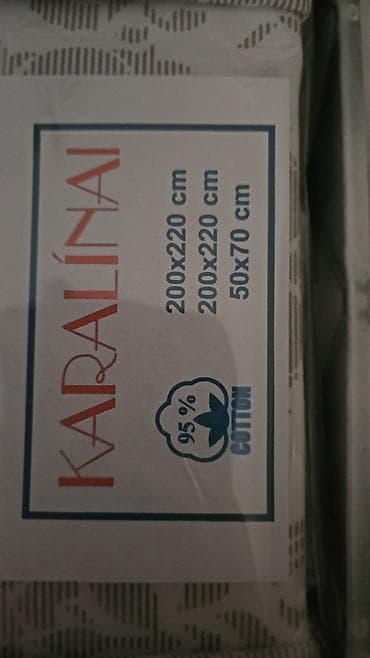 KARALÍNAI
200x220 cm
200x220 cm
50x70 cm
95 %
COTTON